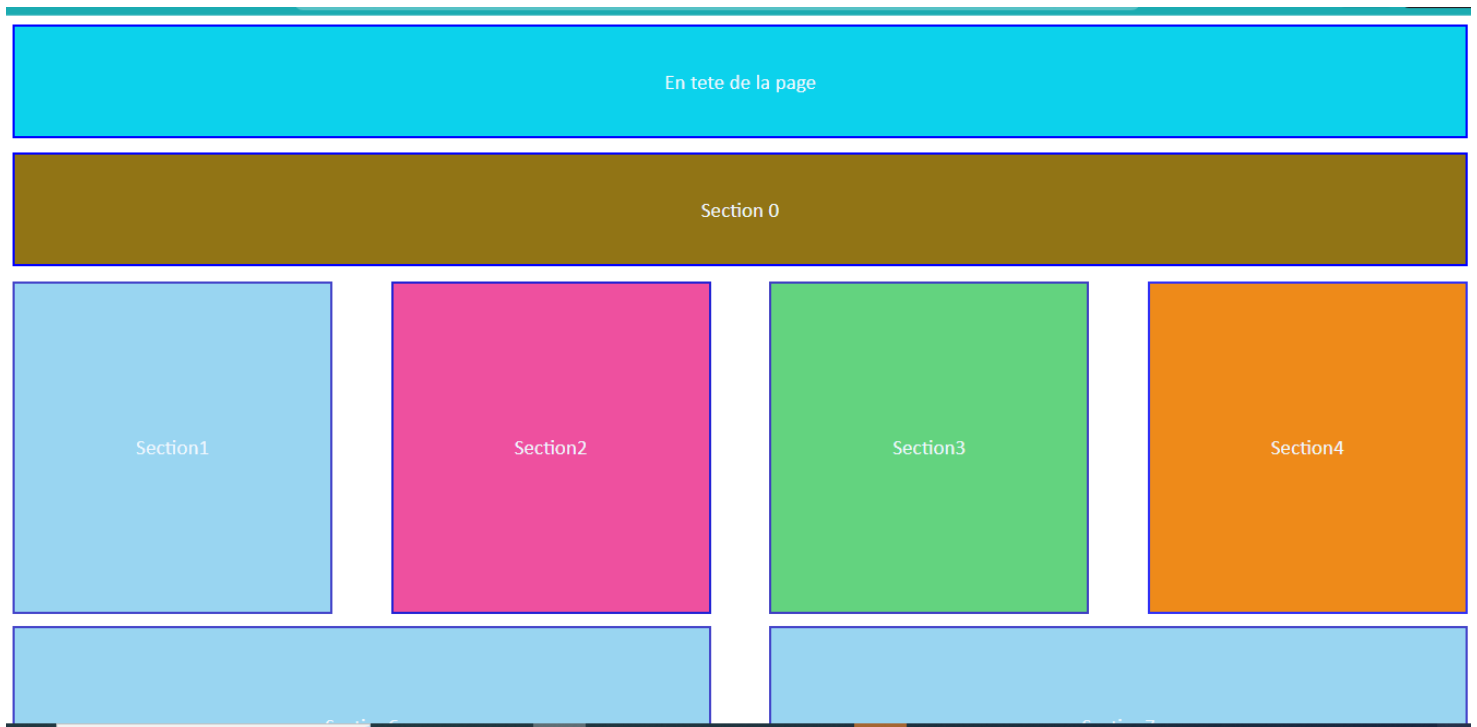 En tete de la page
Section 0
Section1
Section2
Section3
Section4